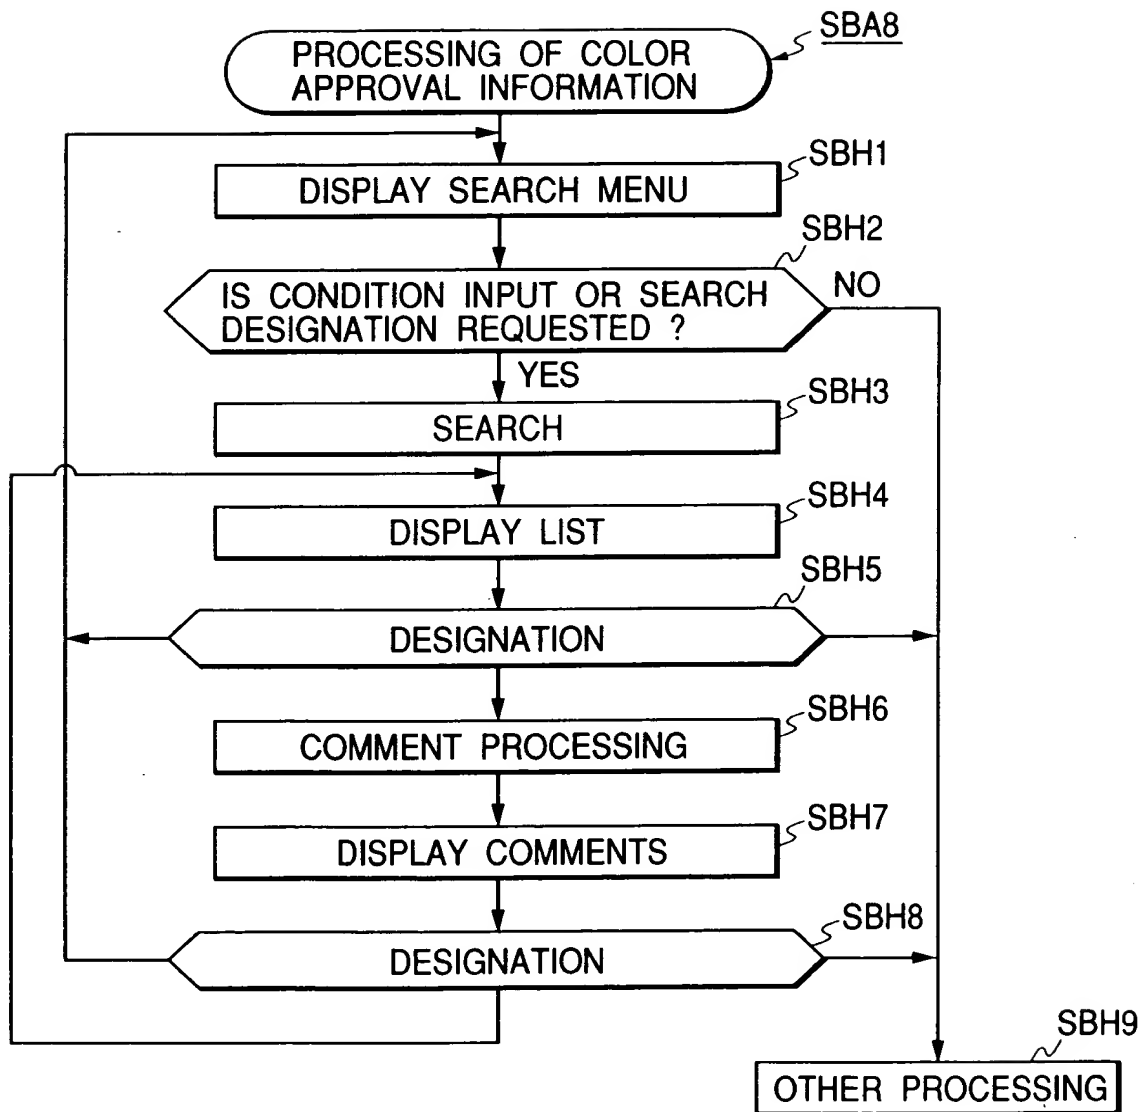 SBA8
PROCESSING OF COLOR
APPROVAL INFORMATION
SBH1
DISPLAY SEARCH MENU
SBH2
IS CONDITION INPUT OR SEARCH
DESIGNATION REQUESTED ?
NO
YES
SBH3
SEARCH
SBH4
DISPLAY LIST
SBH5
DESIGNATION
SBH6
COMMENT PROCESSING
SBH7
DISPLAY COMMENTS
SBH8
DESIGNATION
SBH9
OTHER PROCESSING